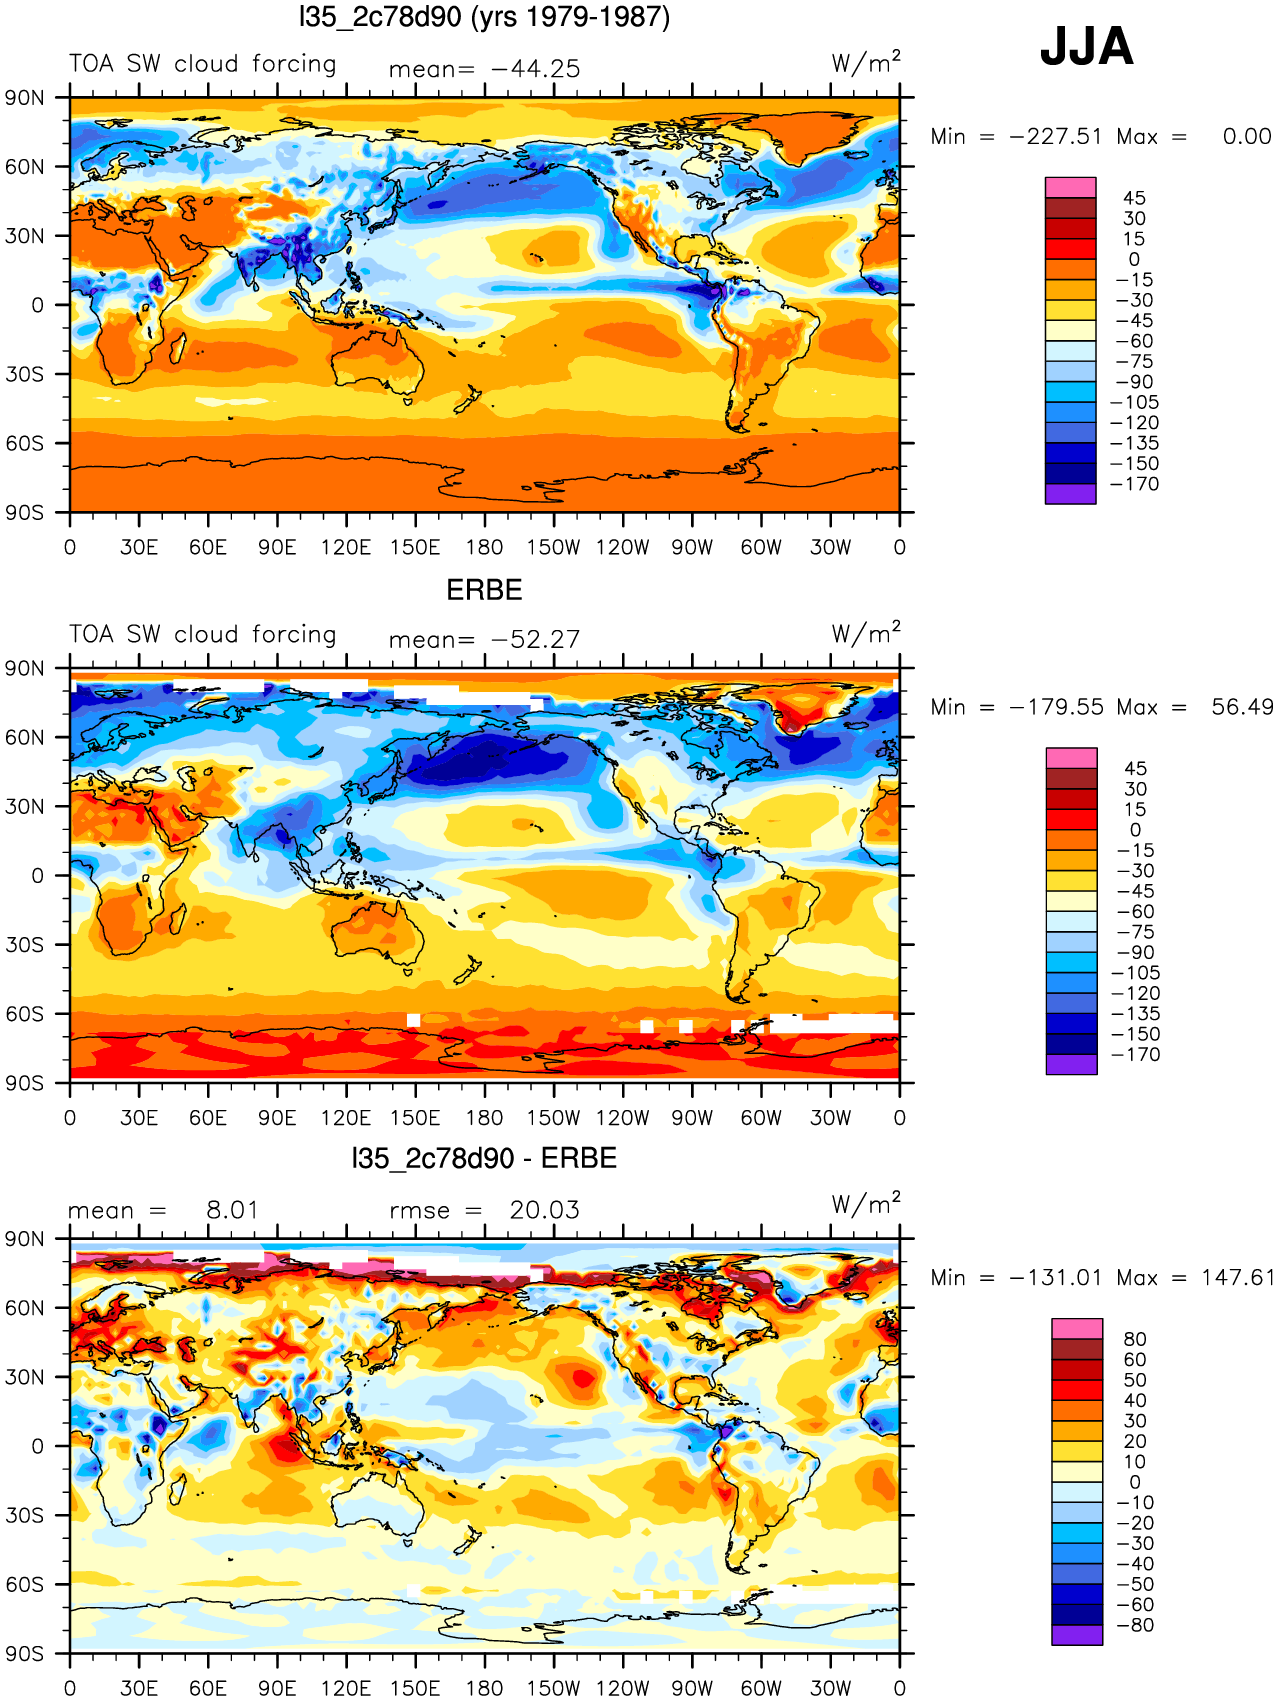 l35_2c78d90 (yrs 1979-1987)
JJA
TOA SW cloud forcing mean= −44.25 W/m²
Min = −227.51 Max = 0.00
90N
60N
30N
0
30S
60S
90S
0 30E 60E 90E 120E 150E 180 150W 120W 90W 60W 30W 0
45
30
15
0
−15
−30
−45
−60
−75
−90
−105
−120
−135
−150
−170
ERBE
TOA SW cloud forcing mean= −52.27 W/m²
Min = −179.55 Max = 56.49
90N
60N
30N
0
30S
60S
90S
0 30E 60E 90E 120E 150E 180 150W 120W 90W 60W 30W 0
45
30
15
0
−15
−30
−45
−60
−75
−90
−105
−120
−135
−150
−170
l35_2c78d90 - ERBE
mean = 8.01 rmse = 20.03 W/m²
Min = −131.01 Max = 147.61
90N
60N
30N
0
30S
60S
90S
0 30E 60E 90E 120E 150E 180 150W 120W 90W 60W 30W 0
80
60
50
40
30
20
10
0
−10
−20
−30
−40
−50
−60
−80